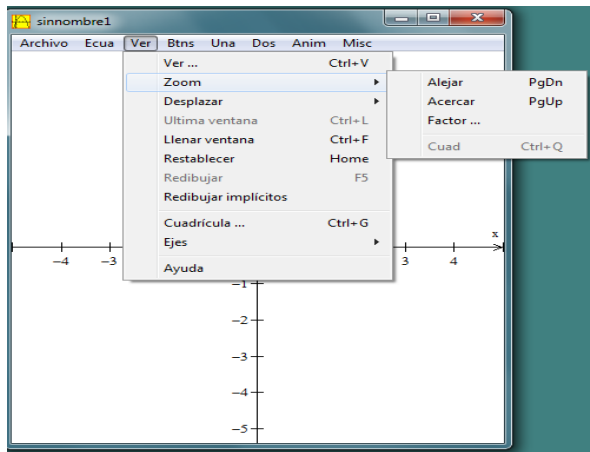 sinnombre1
Archivo Ecua Ver Btns Una Dos Anim Misc
Ver ... Ctrl+V
Zoom
Desplazar
Ultima ventana Ctrl+L
Llenar ventana Ctrl+F
Restablecer Home
Redibujar F5
Redibujar implícitos
Cuadrícula ... Ctrl+G
Ejes
Ayuda
Alejar PgDn
Acercar PgUp
Factor ...
Cuad Ctrl+Q
x
−4 −3 3 4
−1
−2
−3
−4
−5